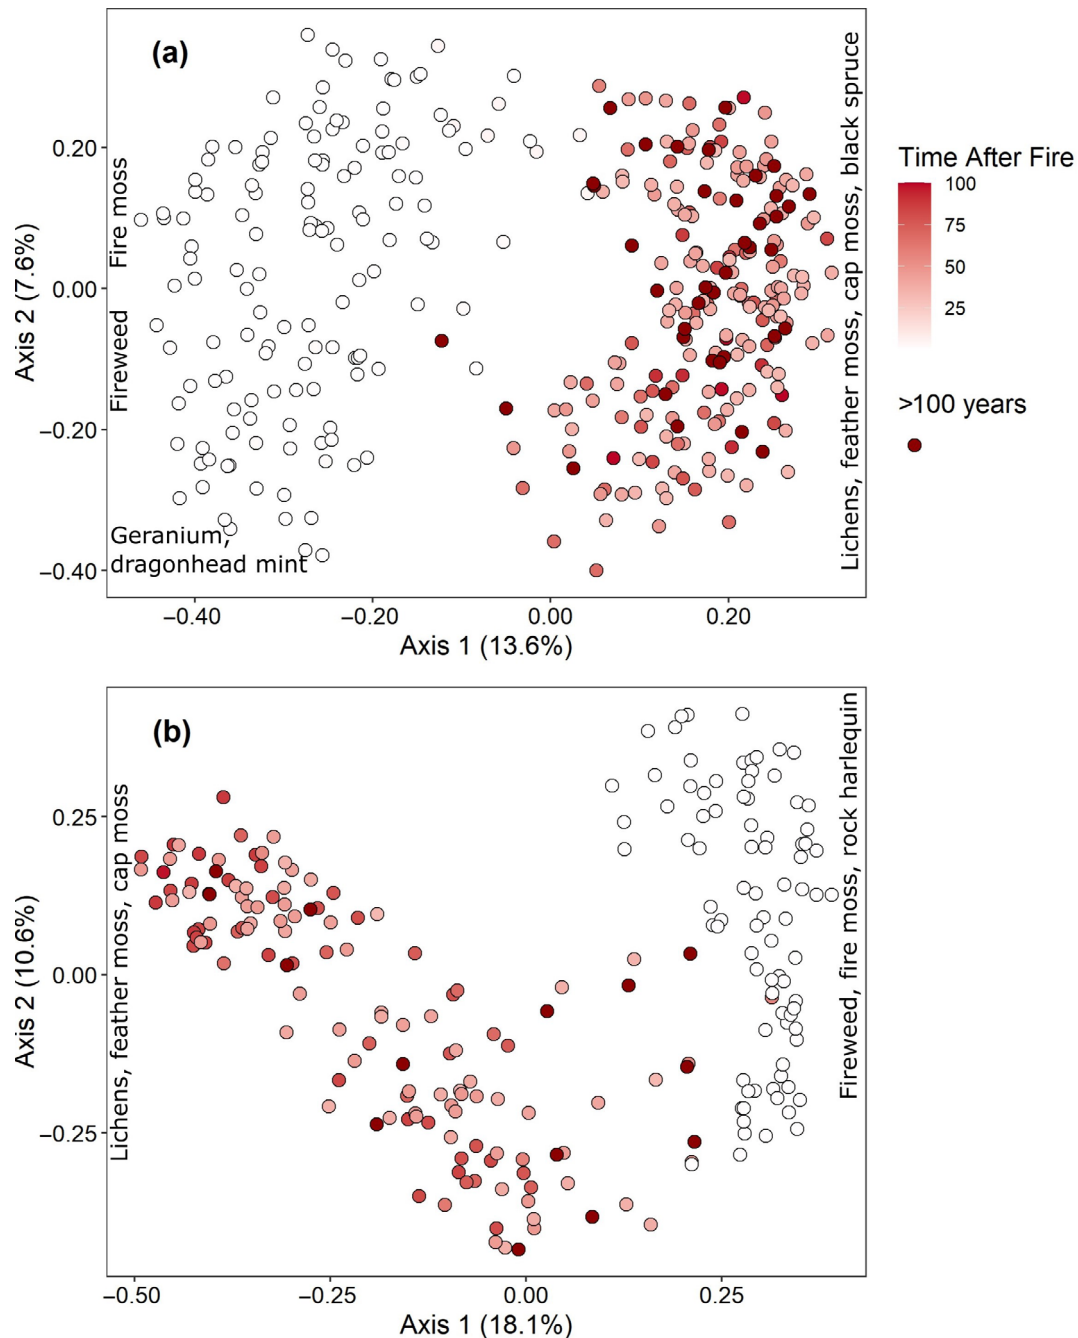 (a)
Axis 2 (7.6%)
0.20
0.00
−0.20
−0.40
Fireweed Fire moss
Geranium,
dragonhead mint
Lichens, feather moss, cap moss, black spruce
−0.40 −0.20 0.00 0.20
Axis 1 (13.6%)
Time After Fire
100
75
50
25
>100 years
(b)
Axis 2 (10.6%)
0.25
0.00
−0.25
Lichens, feather moss, cap moss
Fireweed, fire moss, rock harlequin
−0.50 −0.25 0.00 0.25
Axis 1 (18.1%)